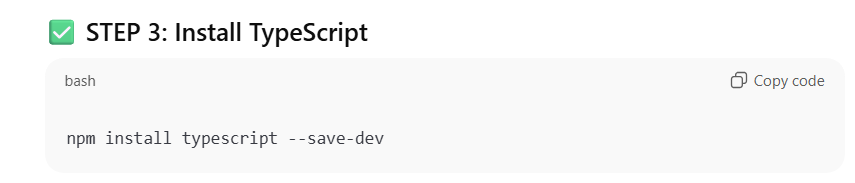 ✅ STEP 3: Install TypeScript
bash
Copy code
npm install typescript --save-dev